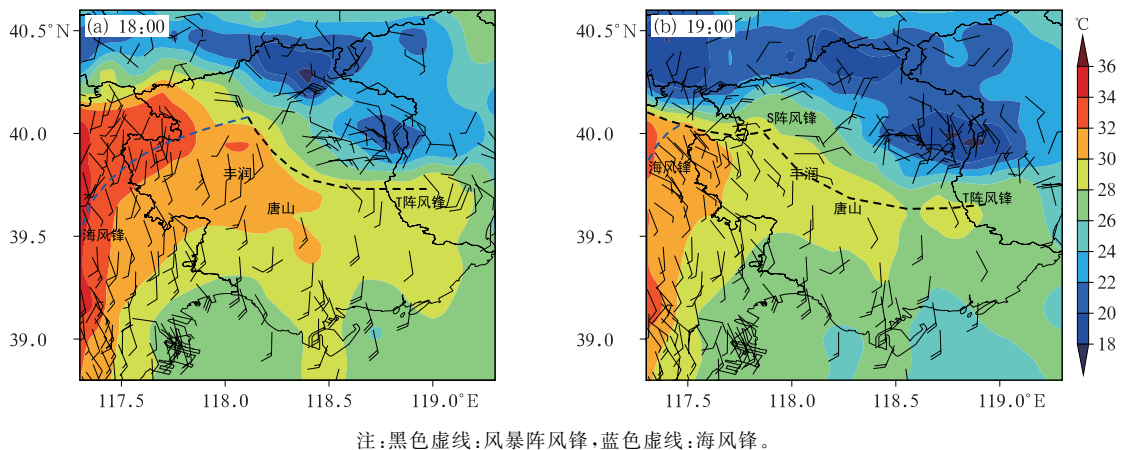 (a) 18:00
(b) 19:00
℃
40.5°N
40.0
39.5
39.0
117.5
118.0
118.5
119.0°E
丰润
唐山
T阵风锋
海风锋
40.5°N
40.0
39.5
39.0
117.5
118.0
118.5
119.0°E
S阵风锋
海风锋
丰润
唐山
T阵风锋
36
34
32
30
28
26
24
22
20
18
注:黑色虚线:风暴阵风锋,蓝色虚线:海风锋。